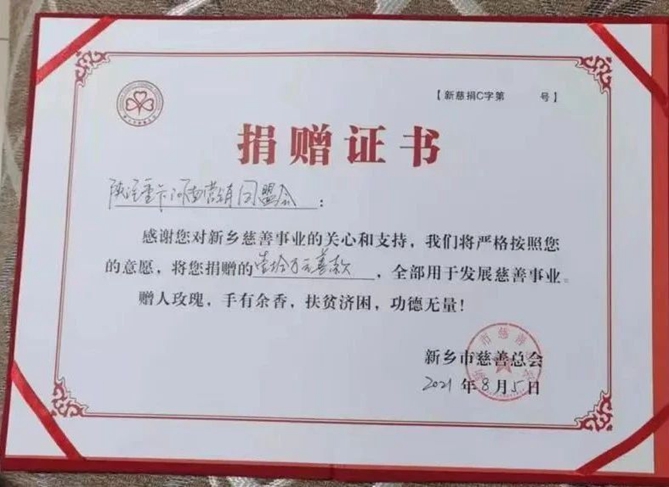 【新慈捐C字第 号】
捐赠证书
陕汽重卡河南营销同盟会：
感谢您对新乡慈善事业的关心和支持，我们将严格按照您
的意愿，将您捐赠的壹拾万元善款，全部用于发展慈善事业。
赠人玫瑰，手有余香，扶贫济困，功德无量！
新乡市慈善总会
2021年8月5日